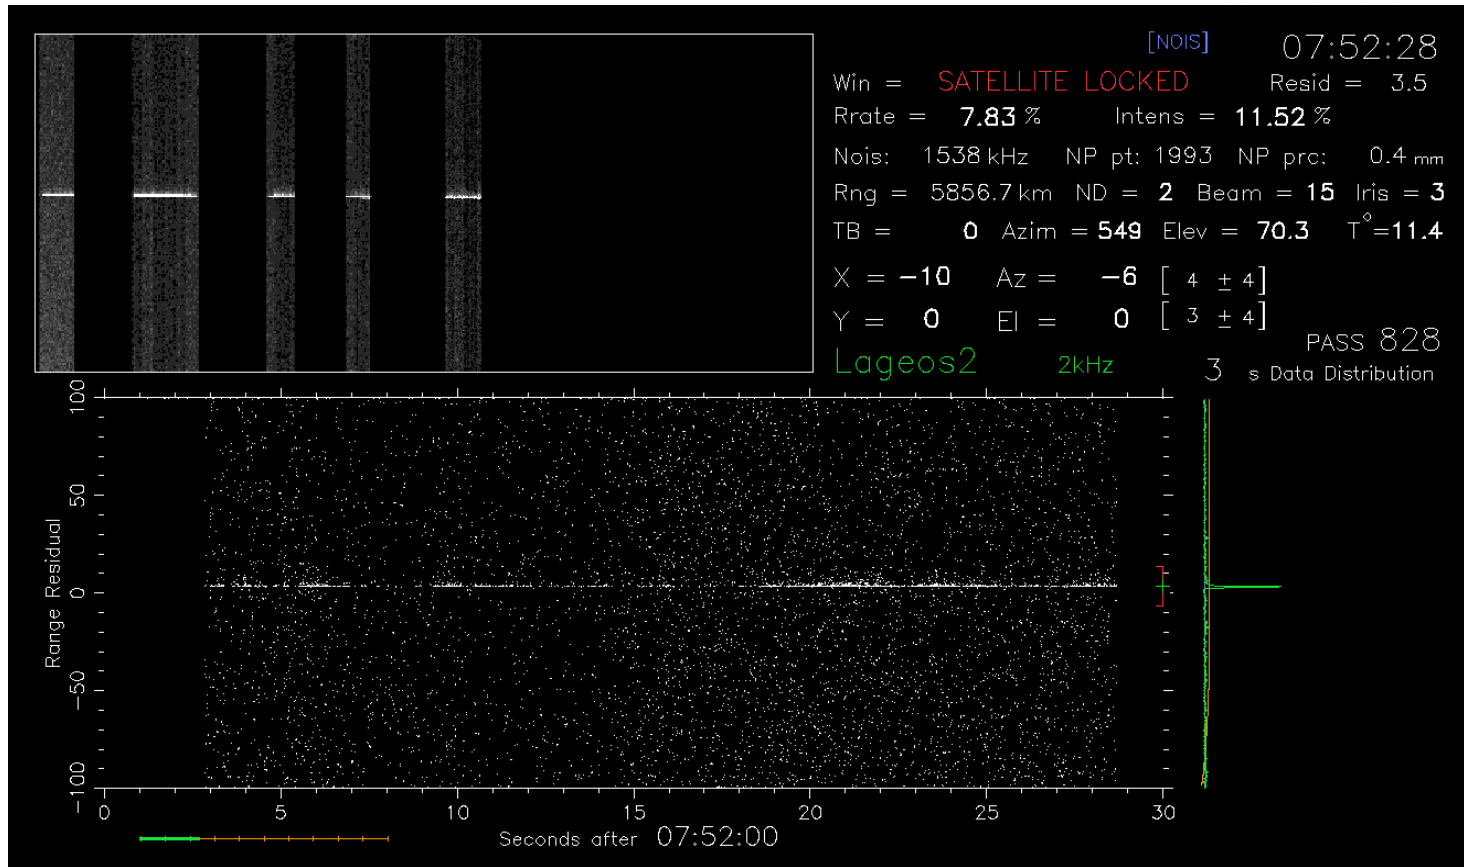 [NOIS] 07:52:28
Win = SATELLITE LOCKED Resid = 3.5
Rrate = 7.83 % Intens = 11.52 %
Nois: 1538 kHz NP pt: 1993 NP prc: 0.4 mm
Rng = 5856.7 km ND = 2 Beam = 15 Iris = 3
TB = 0 Azim = 549 Elev = 70.3 T°=11.4
X = -10 Az = -6 [ 4 ± 4]
Y = 0 El = 0 [ 3 ± 4]
PASS 828
Lageos2 2kHz 3 s Data Distribution
100
50
0
-50
-100
Range Residual
0 5 10 15 20 25 30
Seconds after 07:52:00